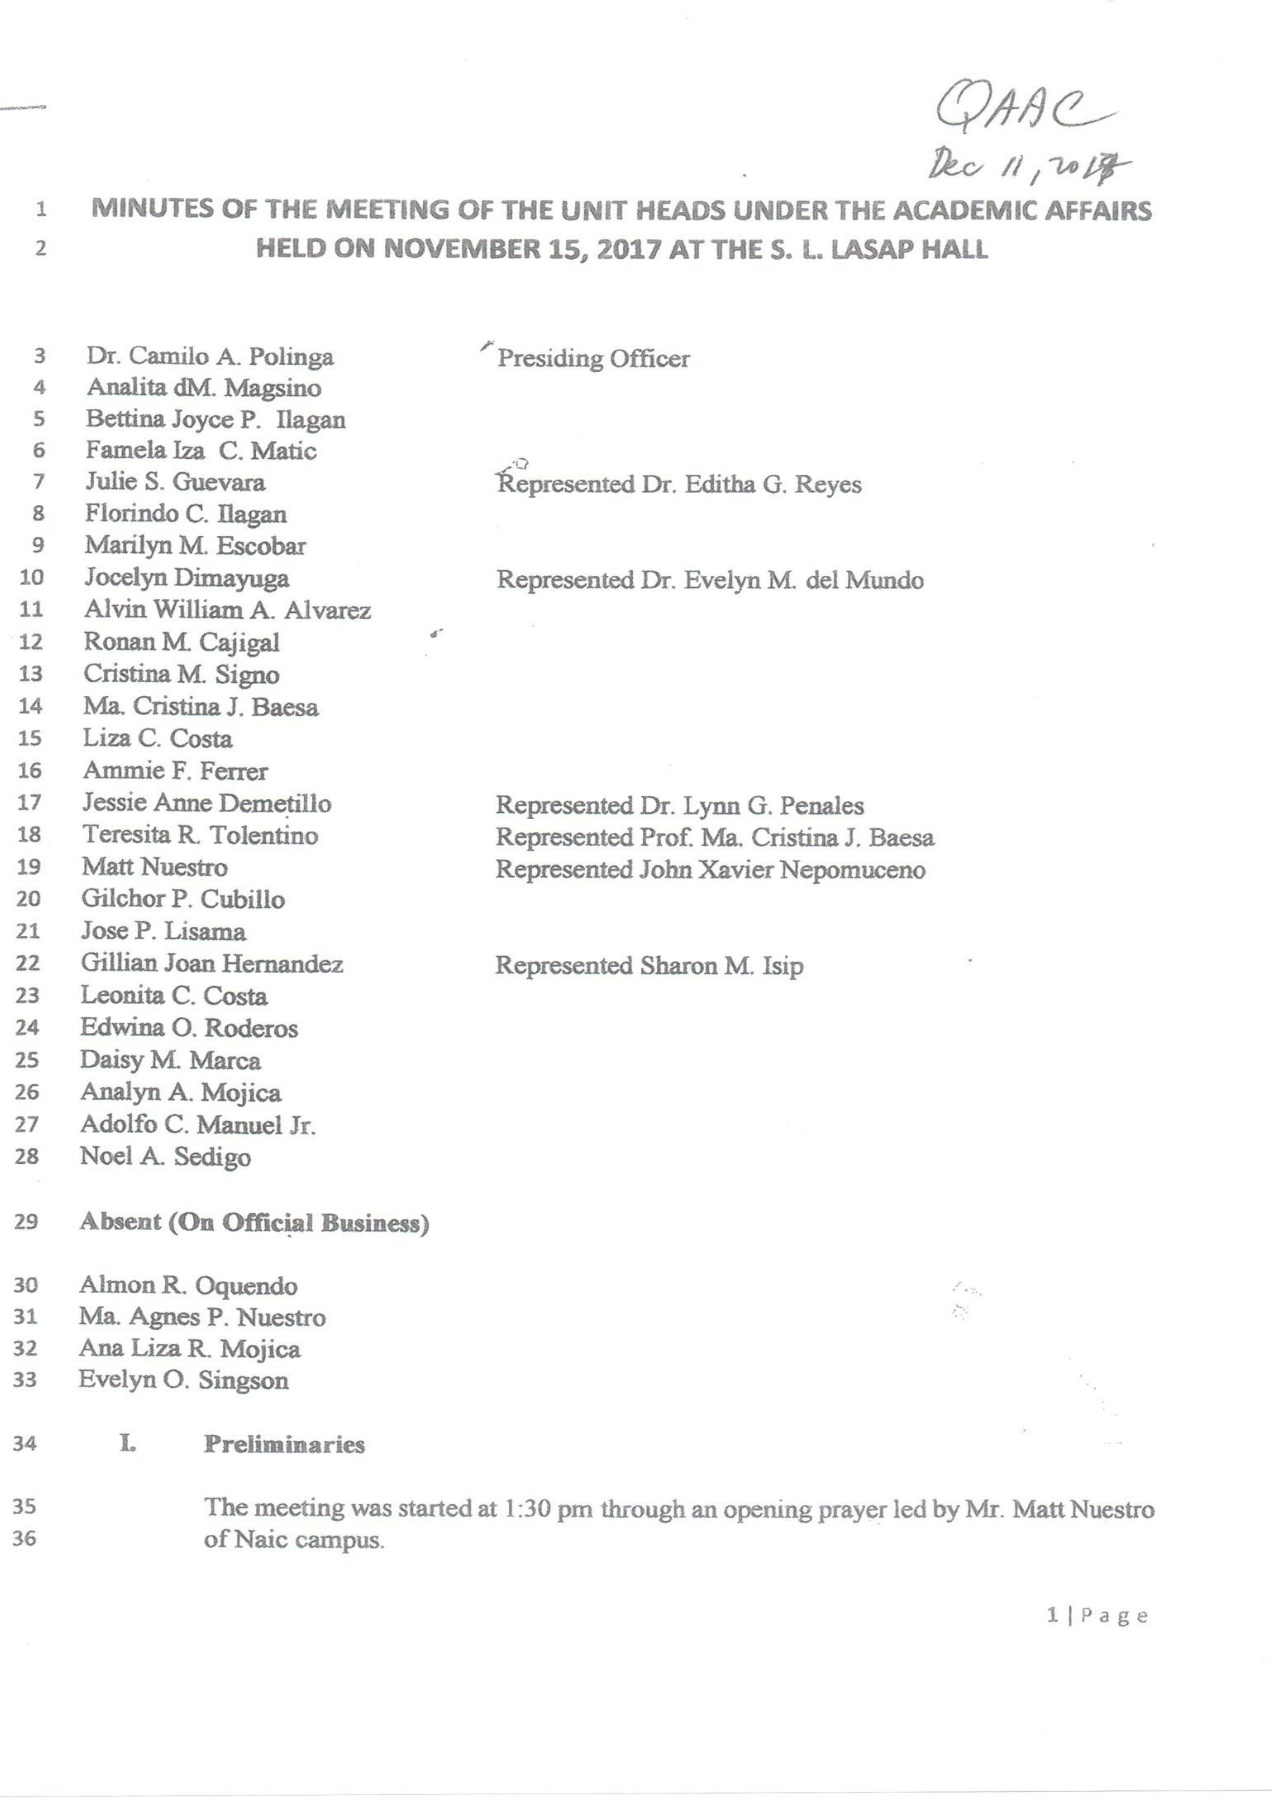 QAAC
Dec 11, 2017
1 MINUTES OF THE MEETING OF THE UNIT HEADS UNDER THE ACADEMIC AFFAIRS
2 HELD ON NOVEMBER 15, 2017 AT THE S. L. LASAP HALL
3 Dr. Camilo A. Polinga Presiding Officer
4 Analita dM. Magsino
5 Bettina Joyce P. Ilagan
6 Famela Iza C. Matic
7 Julie S. Guevara Represented Dr. Editha G. Reyes
8 Florindo C. Ilagan
9 Marilyn M. Escobar
10 Jocelyn Dimayuga Represented Dr. Evelyn M. del Mundo
11 Alvin William A. Alvarez
12 Ronan M. Cajigal
13 Cristina M. Signo
14 Ma. Cristina J. Baesa
15 Liza C. Costa
16 Ammie F. Ferrer
17 Jessie Anne Demetillo Represented Dr. Lynn G. Penales
18 Teresita R. Tolentino Represented Prof. Ma. Cristina J. Baesa
19 Matt Nuestro Represented John Xavier Nepomuceno
20 Gilchor P. Cubillo
21 Jose P. Lisama
22 Gillian Joan Hernandez Represented Sharon M. Isip
23 Leonita C. Costa
24 Edwina O. Roderos
25 Daisy M. Marca
26 Analyn A. Mojica
27 Adolfo C. Manuel Jr.
28 Noel A. Sedigo
29 Absent (On Official Business)
30 Almon R. Oquendo
31 Ma. Agnes P. Nuestro
32 Ana Liza R. Mojica
33 Evelyn O. Singson
34 I. Preliminaries
35 The meeting was started at 1:30 pm through an opening prayer led by Mr. Matt Nuestro
36 of Naic campus.
1 | Page